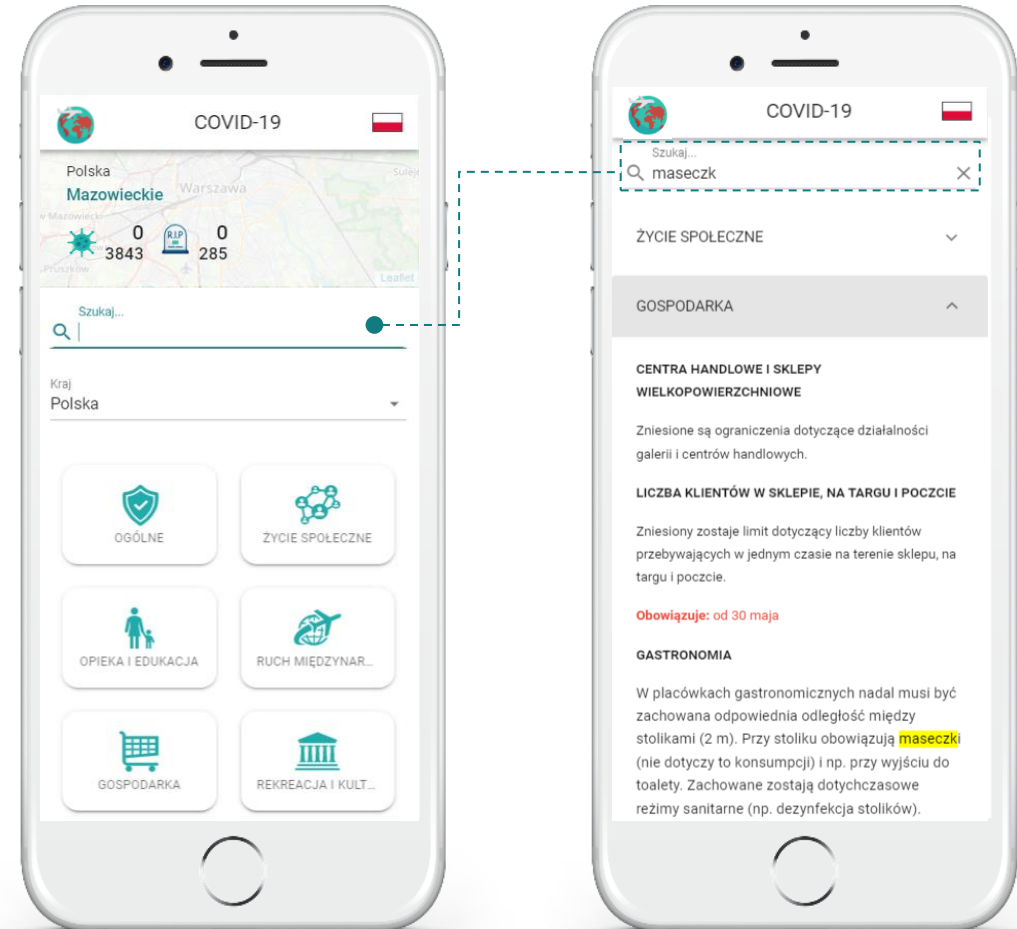 COVID-19
Polska
Mazowieckie
Warszawa
Sulej
w Mazowiecki
0
3843
R.I.P
0
285
Pruszków
Leaflet
Szukaj...
Kraj
Polska
OGÓLNE
ŻYCIE SPOŁECZNE
OPIEKA I EDUKACJA
RUCH MIĘDZYNAR...
GOSPODARKA
REKREACJA I KULT...
COVID-19
Szukaj...
maseczk
ŻYCIE SPOŁECZNE
GOSPODARKA
CENTRA HANDLOWE I SKLEPY
WIELKOPOWIERZCHNIOWE
Zniesione są ograniczenia dotyczące działalności
galerii i centrów handlowych.
LICZBA KLIENTÓW W SKLEPIE, NA TARGU I POCZCIE
Zniesiony zostaje limit dotyczący liczby klientów
przebywających w jednym czasie na terenie sklepu, na
targu i poczcie.
Obowiązuje: od 30 maja
GASTRONOMIA
W placówkach gastronomicznych nadal musi być
zachowana odpowiednia odległość między
stolikami (2 m). Przy stoliku obowiązują maseczki
(nie dotyczy to konsumpcji) i np. przy wyjściu do
toalety. Zachowane zostają dotychczasowe
reżimy sanitarne (np. dezynfekcja stolików).